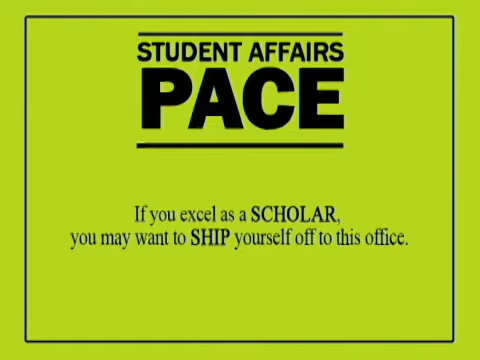 STUDENT AFFAIRS
PACE
If you excel as a SCHOLAR,
you may want to SHIP yourself off to this office.